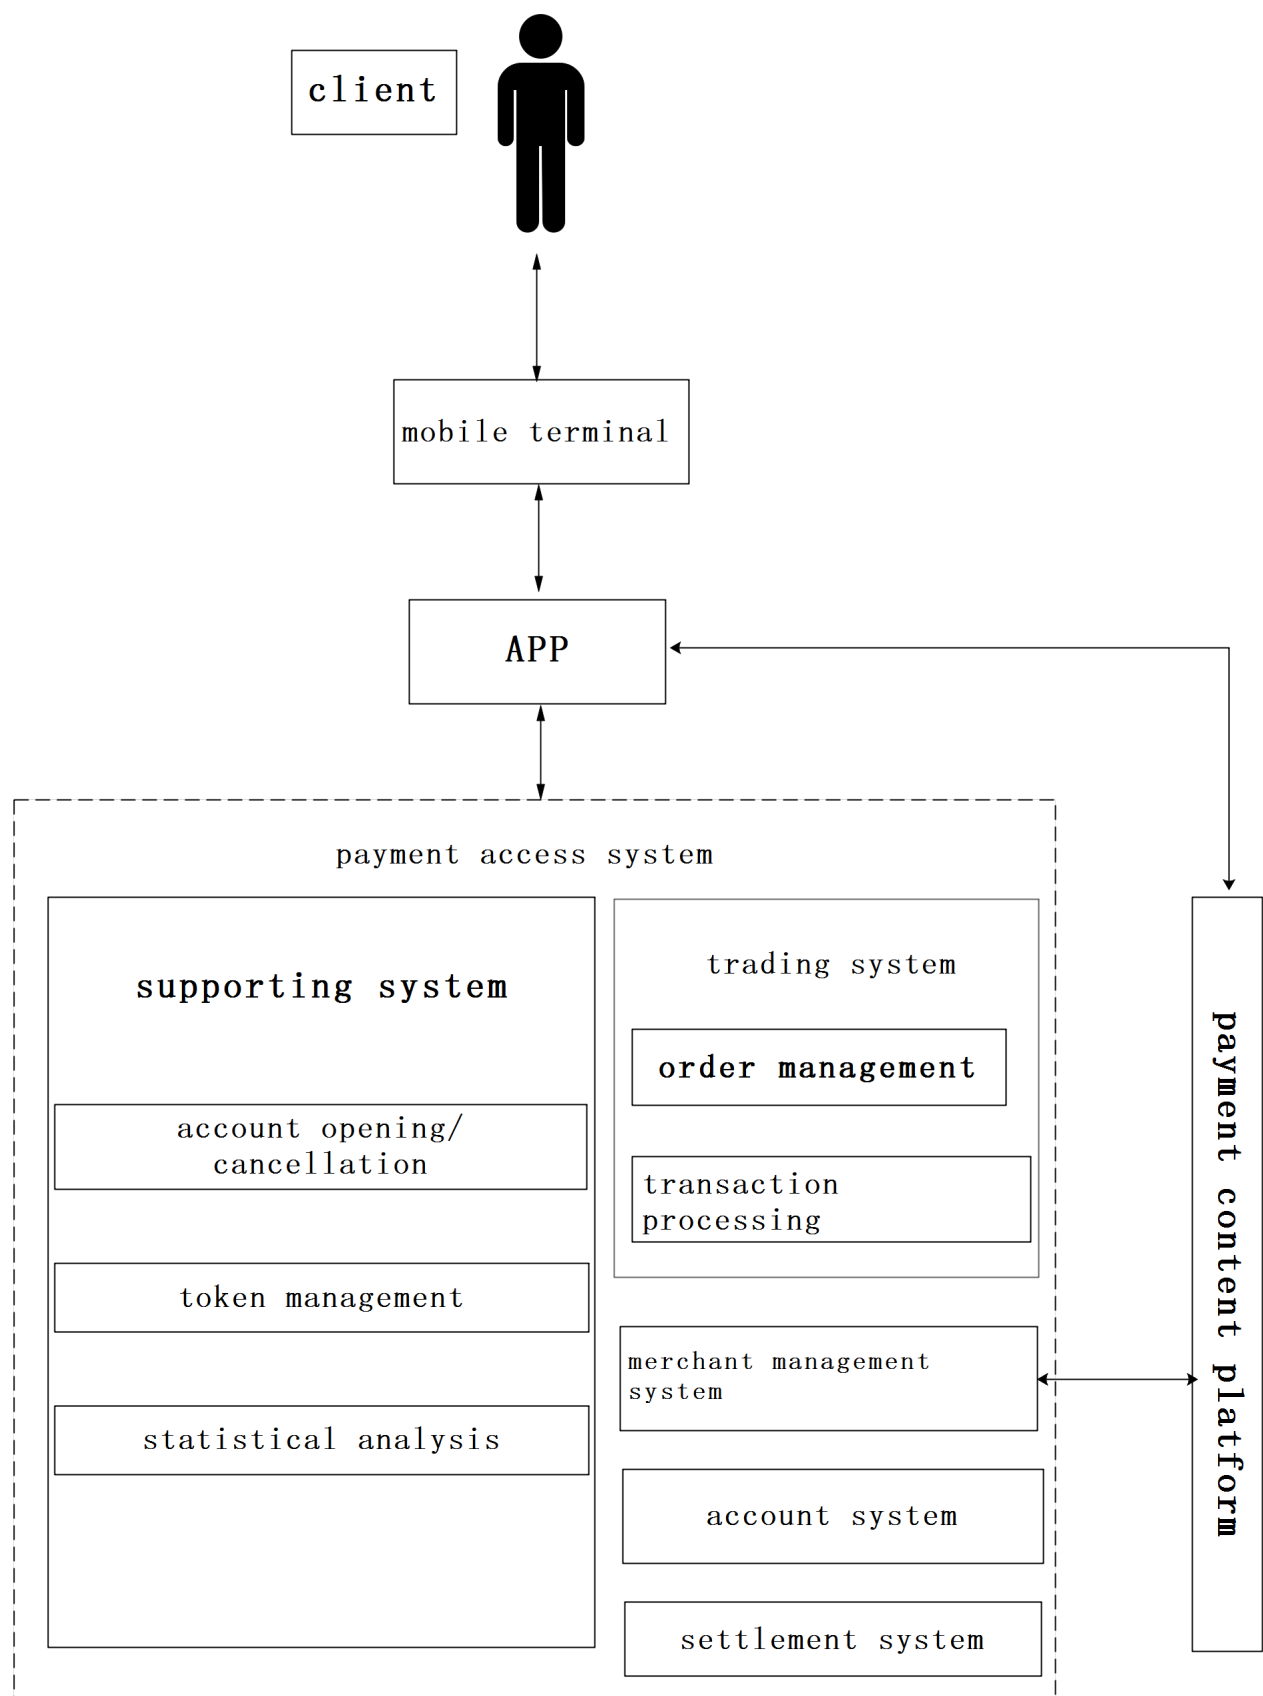 client
mobile terminal
APP
payment access system
supporting system
account opening/
cancellation
token management
statistical analysis
trading system
order management
transaction
processing
merchant management
system
account system
settlement system
payment content platform